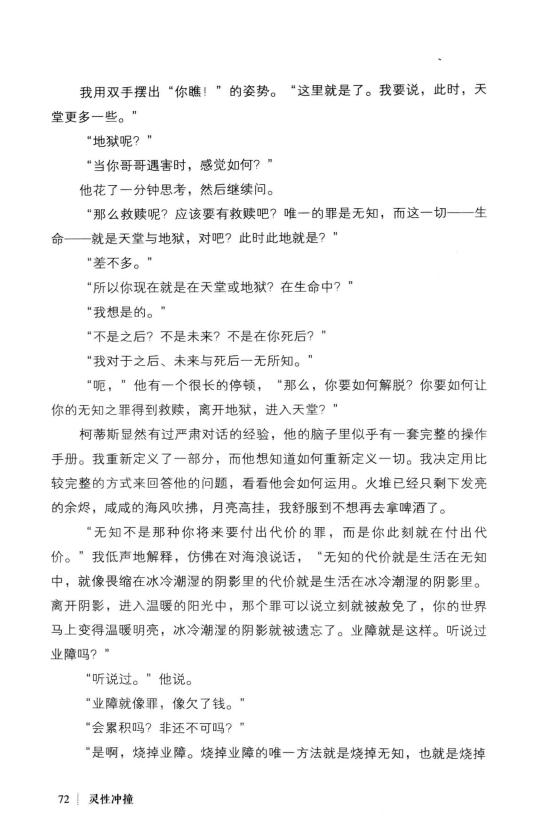 我用双手摆出“你瞧！”的姿势。“这里就是了。我要说，此时，天
堂更多一些。”
“地狱呢？”
“当你哥哥遇害时，感觉如何？”
他花了一分钟思考，然后继续问。
“那么救赎呢？应该要有救赎吧？唯一的罪是无知，而这一切——生
命——就是天堂与地狱，对吧？此时此地就是？”
“差不多。”
“所以你现在就是在天堂或地狱？在生命中？”
“我想是的。”
“不是之后？不是未来？不是在你死后？”
“我对于之后、未来与死后一无所知。”
“呃，”他有一个很长的停顿，“那么，你要如何解脱？你要如何让
你的无知之罪得到救赎，离开地狱，进入天堂？”
柯蒂斯显然有过严肃对话的经验，他的脑子里似乎有一套完整的操作
手册。我重新定义了一部分，而他想知道如何重新定义一切。我决定用比
较完整的方式来回答他的问题，看看他会如何运用。火堆已经只剩下发亮
的余烬，咸咸的海风吹拂，月亮高挂，我舒服到不想再去拿啤酒了。
“无知不是那种你将来要付出代价的罪，而是你此刻就在付出代
价。”我低声地解释，仿佛在对海浪说话，“无知的代价就是生活在无知
中，就像畏缩在冰冷潮湿的阴影里的代价就是生活在冰冷潮湿的阴影里。
离开阴影，进入温暖的阳光中，那个罪可以说立刻就被赦免了，你的世界
马上变得温暖明亮，冰冷潮湿的阴影就被遗忘了。业障就是这样。听说过
业障吗？”
“听说过。”他说。
“业障就像罪，像欠了钱。”
“会累积吗？非还不可吗？”
“是啊，烧掉业障。烧掉业障的唯一方法就是烧掉无知，也就是烧掉
72 灵性冲撞